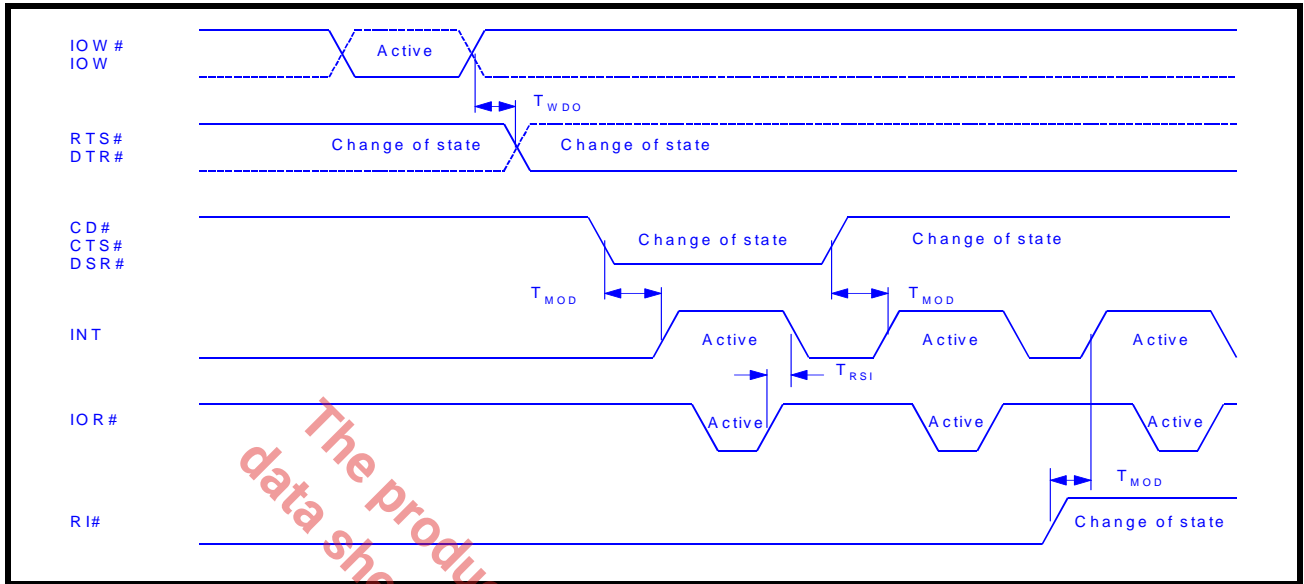 IOW#
IOW
Active
TWDO
RTS#
DTR#
Change of state
Change of state
CD#
CTS#
DSR#
Change of state
Change of state
TMOD
TMOD
INT
Active
Active
Active
TRSI
IOR#
Active
Active
Active
TMOD
RI#
Change of state
The produ
data she